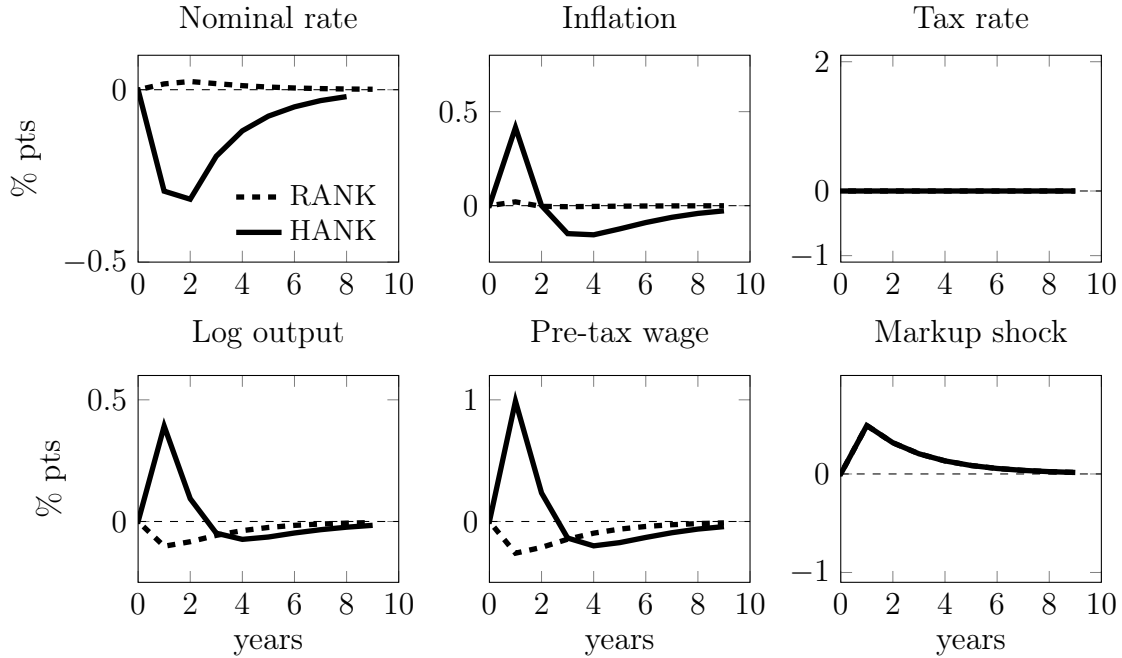 Nominal rate
Inflation
Tax rate
% pts
0
−0.5
RANK
HANK
0 2 4 6 8 10
0.5
0
0 2 4 6 8 10
2
0
−1
0 2 4 6 8 10
Log output
Pre-tax wage
Markup shock
% pts
0.5
0
0 2 4 6 8 10
years
1
0
0 2 4 6 8 10
years
0
−1
0 2 4 6 8 10